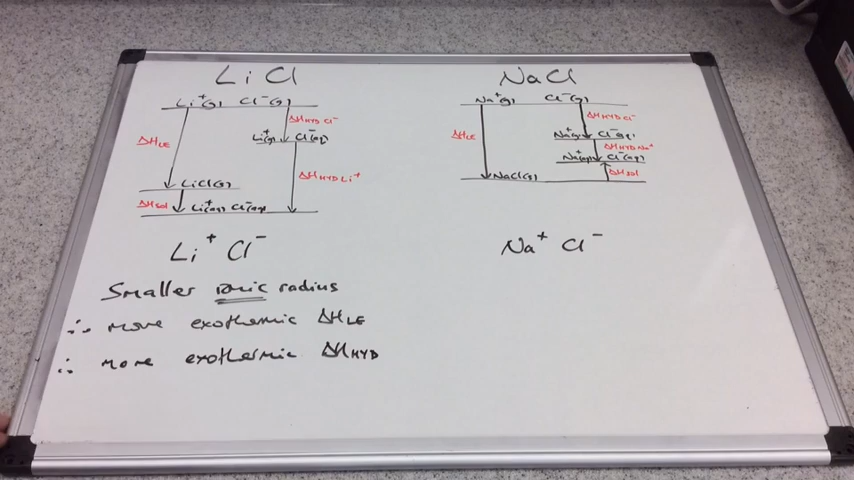 LiCl
Li⁺(g) Cl⁻(g)
ΔHHYD Cl⁻
Li⁺(g) Cl⁻(aq)
ΔHLE
ΔHHYD Li⁺
LiCl(s)
ΔHsol
Li⁺(aq) Cl⁻(aq)
Li⁺ Cl⁻
Smaller ionic radius
∴ more exothermic ΔHLE
∴ more exothermic ΔHHYD
NaCl
Na⁺(g) Cl⁻(g)
ΔHHYD Cl⁻
ΔHLE
Na⁺(g) Cl⁻(aq)
ΔHHYD Na⁺
Na⁺(aq) Cl⁻(aq)
ΔHsol
NaCl(s)
Na⁺ Cl⁻